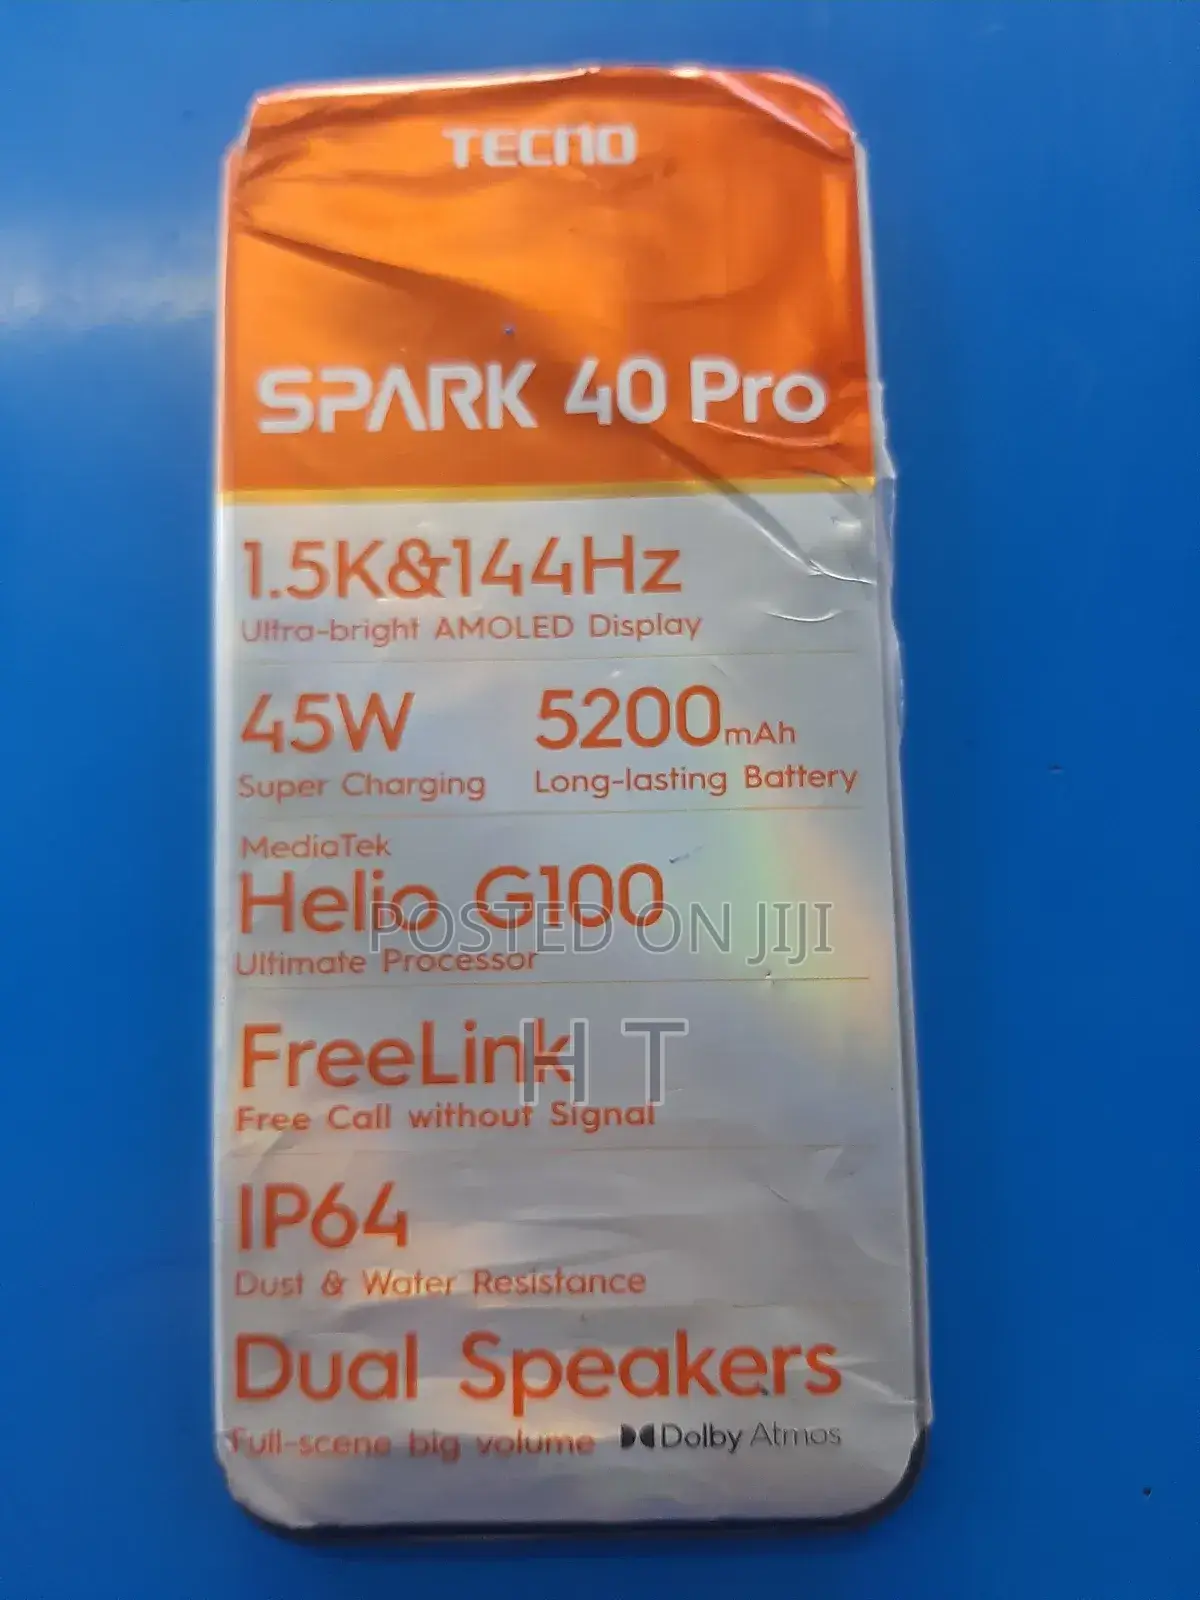 TECNO
SPARK 40 Pro
1.5K&144Hz
Ultra-bright AMOLED Display
45W 5200mAh
Super Charging Long-lasting Battery
MediaTek
Helio G100
POSTED ON JIJI
Ultimate Processor
FreeLink
H T
Free Call without Signal
IP64
Dust & Water Resistance
Dual Speakers
Full-scene big volume Dolby Atmos